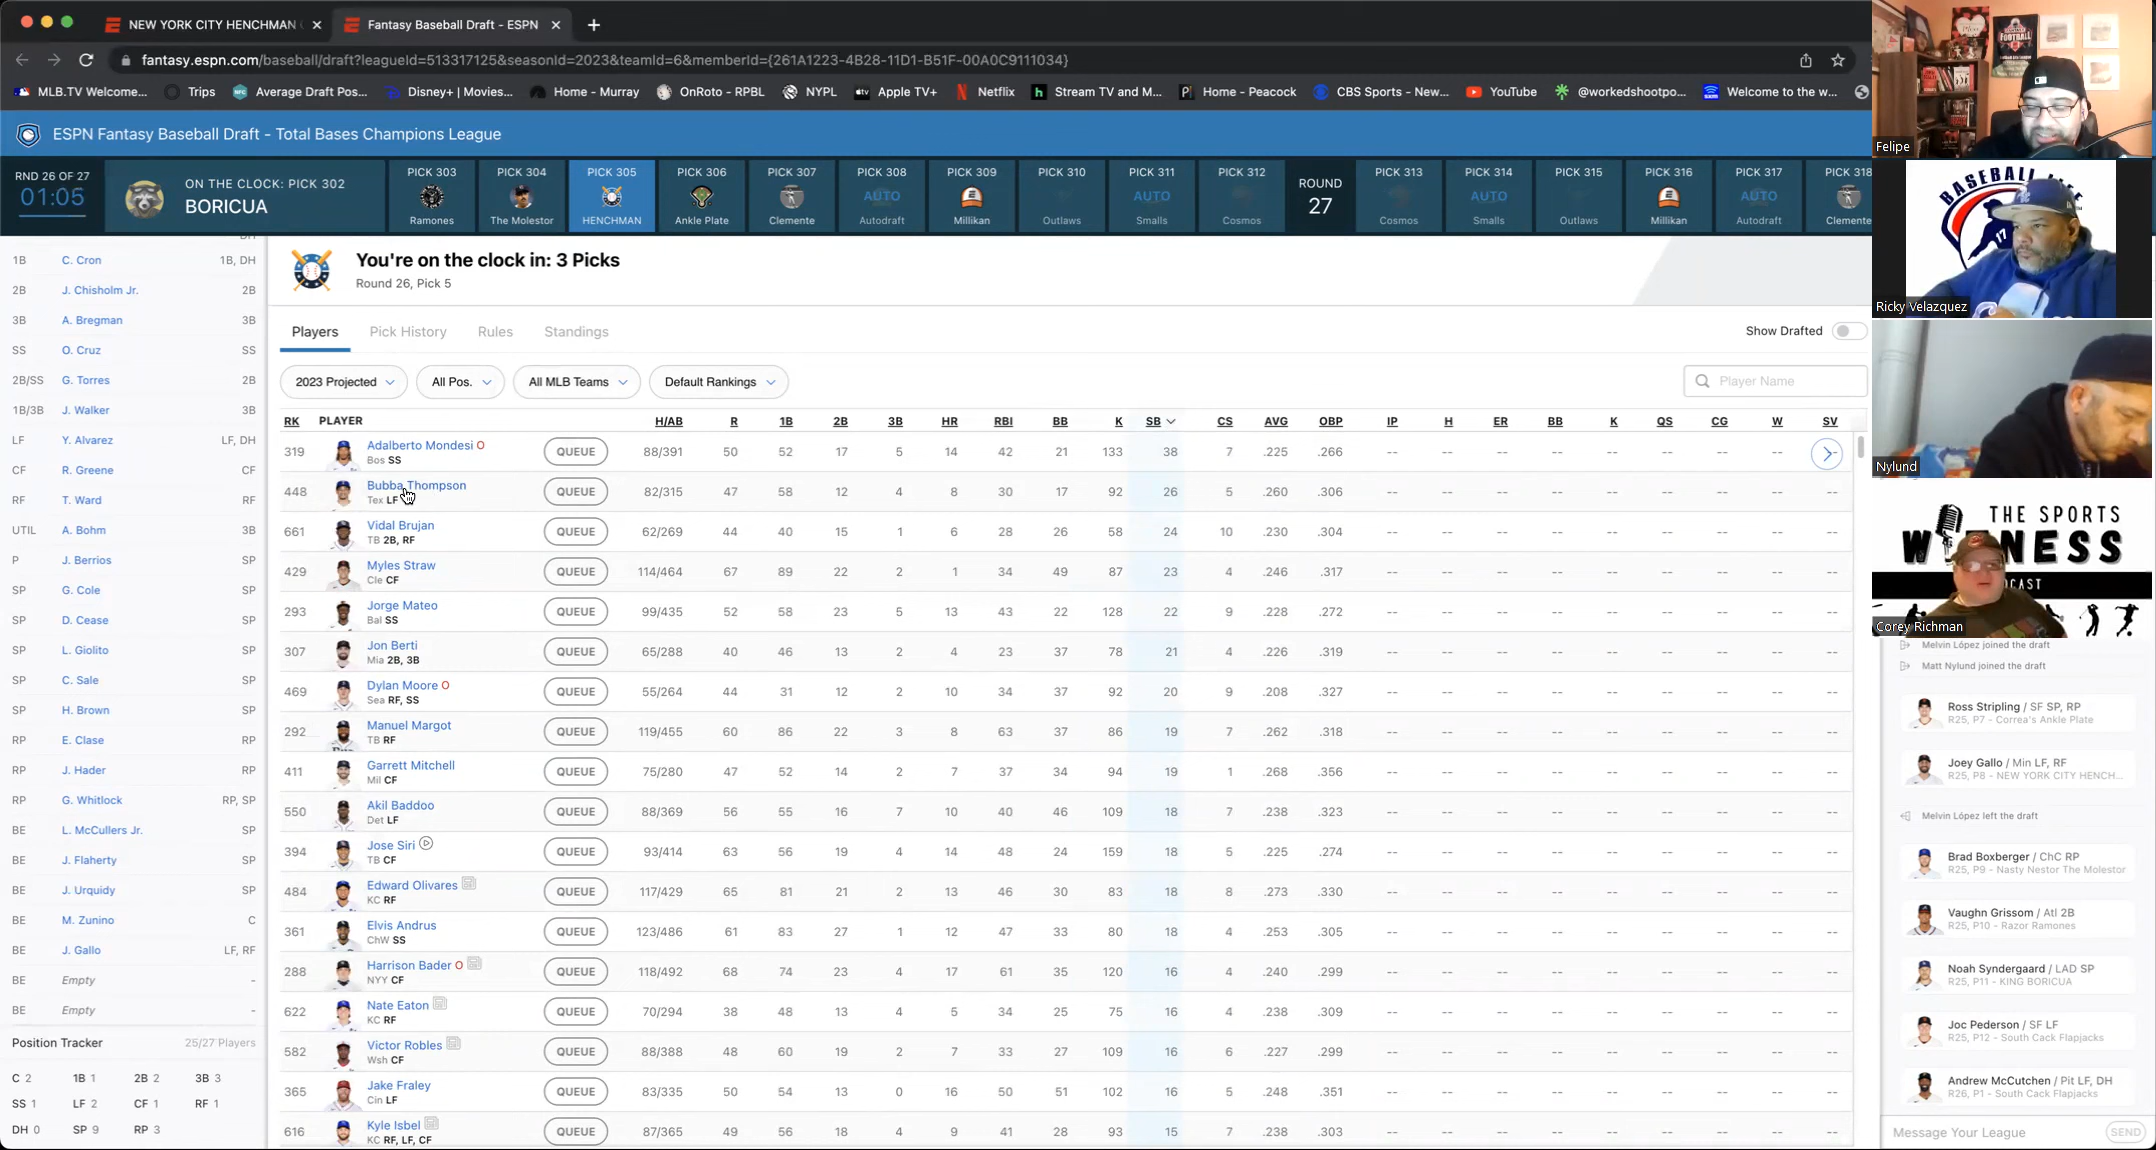 NEW YORK CITY HENCHMAN
Fantasy Baseball Draft - ESPN
fantasy.espn.com/baseball/draft?leagueId=513317125&seasonId=2023&teamId=6&memberId={261A1223-4B28-11D1-B51F-00A0C9111034}
MLB.TV Welcome... Trips Average Draft Pos... Disney+ | Movies... Home - Murray OnRoto - RPBL NYPL Apple TV+ Netflix Stream TV and M... Home - Peacock CBS Sports - New... YouTube @workedshootpo... Welcome to the w...
ESPN Fantasy Baseball Draft - Total Bases Champions League
RND 26 OF 27
01:05
ON THE CLOCK: PICK 302
BORICUA
PICK 303 Ramones
PICK 304 The Molestor
PICK 305 HENCHMAN
PICK 306 Ankle Plate
PICK 307 Clemente
PICK 308 AUTO Autodraft
PICK 309 Millikan
PICK 310 Outlaws
PICK 311 AUTO Smalls
PICK 312 Cosmos
ROUND 27
PICK 313 Cosmos
PICK 314 AUTO Smalls
PICK 315 Outlaws
PICK 316 Millikan
PICK 317 AUTO Autodraft
PICK 318 Clemente
1B C. Cron 1B, DH
2B J. Chisholm Jr. 2B
3B A. Bregman 3B
SS O. Cruz SS
2B/SS G. Torres 2B
1B/3B J. Walker 3B
LF Y. Alvarez LF, DH
CF R. Greene CF
RF T. Ward RF
UTIL A. Bohm 3B
P J. Berrios SP
SP G. Cole SP
SP D. Cease SP
SP L. Giolito SP
SP C. Sale SP
SP H. Brown SP
RP E. Clase RP
RP J. Hader RP
RP G. Whitlock RP, SP
BE L. McCullers Jr. SP
BE J. Flaherty SP
BE J. Urquidy SP
BE M. Zunino C
BE J. Gallo LF, RF
BE Empty -
BE Empty -
Position Tracker 25/27 Players
C 2 1B 1 2B 2 3B 3
SS 1 LF 2 CF 1 RF 1
DH 0 SP 9 RP 3
You're on the clock in: 3 Picks
Round 26, Pick 5
Players Pick History Rules Standings
Show Drafted
2023 Projected All Pos. All MLB Teams Default Rankings
Player Name
RK PLAYER H/AB R 1B 2B 3B HR RBI BB K SB CS AVG OBP IP H ER BB K QS CG W SV
319 Adalberto Mondesi O Bos SS QUEUE 88/391 50 52 17 5 14 42 21 133 38 7 .225 .266 -- -- -- -- -- -- -- --
448 Bubba Thompson Tex LF QUEUE 82/315 47 58 12 4 8 30 17 92 26 5 .260 .306 -- -- -- -- -- -- -- -- --
661 Vidal Brujan TB 2B, RF QUEUE 62/269 44 40 15 1 6 28 26 58 24 10 .230 .304 -- -- -- -- -- -- -- -- --
429 Myles Straw Cle CF QUEUE 114/464 67 89 22 2 1 34 49 87 23 4 .246 .317 -- -- -- -- -- -- -- -- --
293 Jorge Mateo Bal SS QUEUE 99/435 52 58 23 5 13 43 22 128 22 9 .228 .272 -- -- -- -- -- -- -- -- --
307 Jon Berti Mia 2B, 3B QUEUE 65/288 40 46 13 2 4 23 37 78 21 5 .226 .319 -- -- -- -- -- -- -- -- --
469 Dylan Moore O Sea RF, SS QUEUE 55/264 44 31 12 2 10 34 37 92 20 9 .208 .327 -- -- -- -- -- -- -- -- --
292 Manuel Margot TB RF QUEUE 119/455 60 86 22 3 8 63 37 86 19 7 .262 .318 -- -- -- -- -- -- -- -- --
411 Garrett Mitchell Mil CF QUEUE 75/280 47 52 14 2 7 37 34 94 19 1 .268 .356 -- -- -- -- -- -- -- -- --
550 Akil Baddoo Det LF QUEUE 88/369 56 55 16 7 10 40 46 109 18 7 .238 .323 -- -- -- -- -- -- -- -- --
394 Jose Siri TB CF QUEUE 93/414 63 56 19 4 14 48 24 159 18 5 .225 .274 -- -- -- -- -- -- -- -- --
484 Edward Olivares KC RF QUEUE 117/429 65 81 21 2 13 46 30 83 18 8 .273 .330 -- -- -- -- -- -- -- -- --
361 Elvis Andrus ChW SS QUEUE 123/486 61 83 27 1 12 47 33 80 18 4 .253 .305 -- -- -- -- -- -- -- -- --
288 Harrison Bader O NYY CF QUEUE 118/492 68 74 23 4 17 61 35 120 16 4 .240 .299 -- -- -- -- -- -- -- -- --
622 Nate Eaton KC RF QUEUE 70/294 38 48 13 4 5 34 25 75 16 4 .238 .309 -- -- -- -- -- -- -- -- --
582 Victor Robles Wsh CF QUEUE 88/388 48 60 19 2 7 33 27 109 16 6 .227 .299 -- -- -- -- -- -- -- -- --
365 Jake Fraley Cin LF QUEUE 83/335 50 54 13 0 16 50 51 102 16 5 .248 .351 -- -- -- -- -- -- -- -- --
616 Kyle Isbel KC RF, LF, CF QUEUE 87/365 49 56 18 4 9 41 28 93 15 7 .238 .303 -- -- -- -- -- -- -- -- --
Felipe
BASEBALL
17
Ricky Velazquez
Nylund
THE SPORTS
Corey Richman
Melvin López joined the draft
Matt Nylund joined the draft
Ross Stripling / SF SP, RP
R25, P7 - Correa's Ankle Plate
Joey Gallo / Min LF, RF
R25, P8 - NEW YORK CITY HENCH...
Melvin López left the draft
Brad Boxberger / ChC RP
R25, P9 - Nasty Nestor The Molestor
Vaughn Grissom / Atl 2B
R25, P10 - Razor Ramones
Noah Syndergaard / LAD SP
R25, P11 - KING BORICUA
Joc Pederson / SF LF
R25, P12 - South Cack Flapjacks
Andrew McCutchen / Pit LF, DH
R26, P1 - South Cack Flapjacks
Message Your League SEND